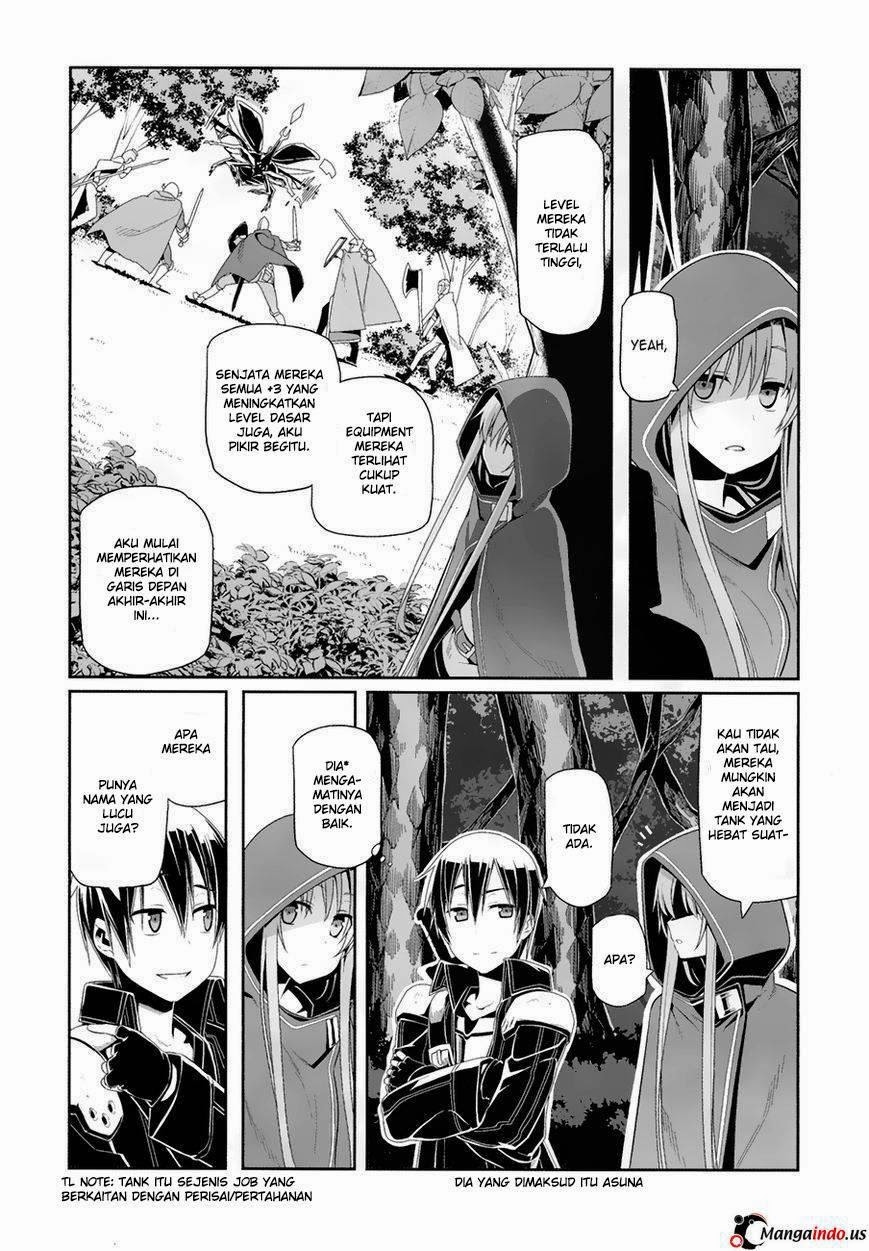 YEAH,
LEVEL
MEREKA
TIDAK
TERLALU
TINGGI,
TAPI
EQUIPMENT
MEREKA
TERLIHAT
CUKUP
KUAT.
SENJATA MEREKA
SEMUA +3 YANG
MENINGKATKAN
LEVEL DASAR
JUGA, AKU
PIKIR BEGITU.
AKU MULAI
MEMPERHATIKAN
MEREKA DI
GARIS DEPAN
AKHIR-AKHIR
INI...
KAU TIDAK
AKAN TAU,
MEREKA
MUNGKIN
AKAN
MENJADI
TANK YANG
HEBAT SUAT-
APA?
TIDAK
ADA.
DIA*
MENGA-
MATINYA
DENGAN
BAIK.
APA
MEREKA
PUNYA
NAMA YANG
LUCU
JUGA?
TL NOTE: TANK ITU SEJENIS JOB YANG
BERKAITAN DENGAN PERISAI/PERTAHANAN
DIA YANG DIMAKSUD ITU ASUNA
Mangaindo.us